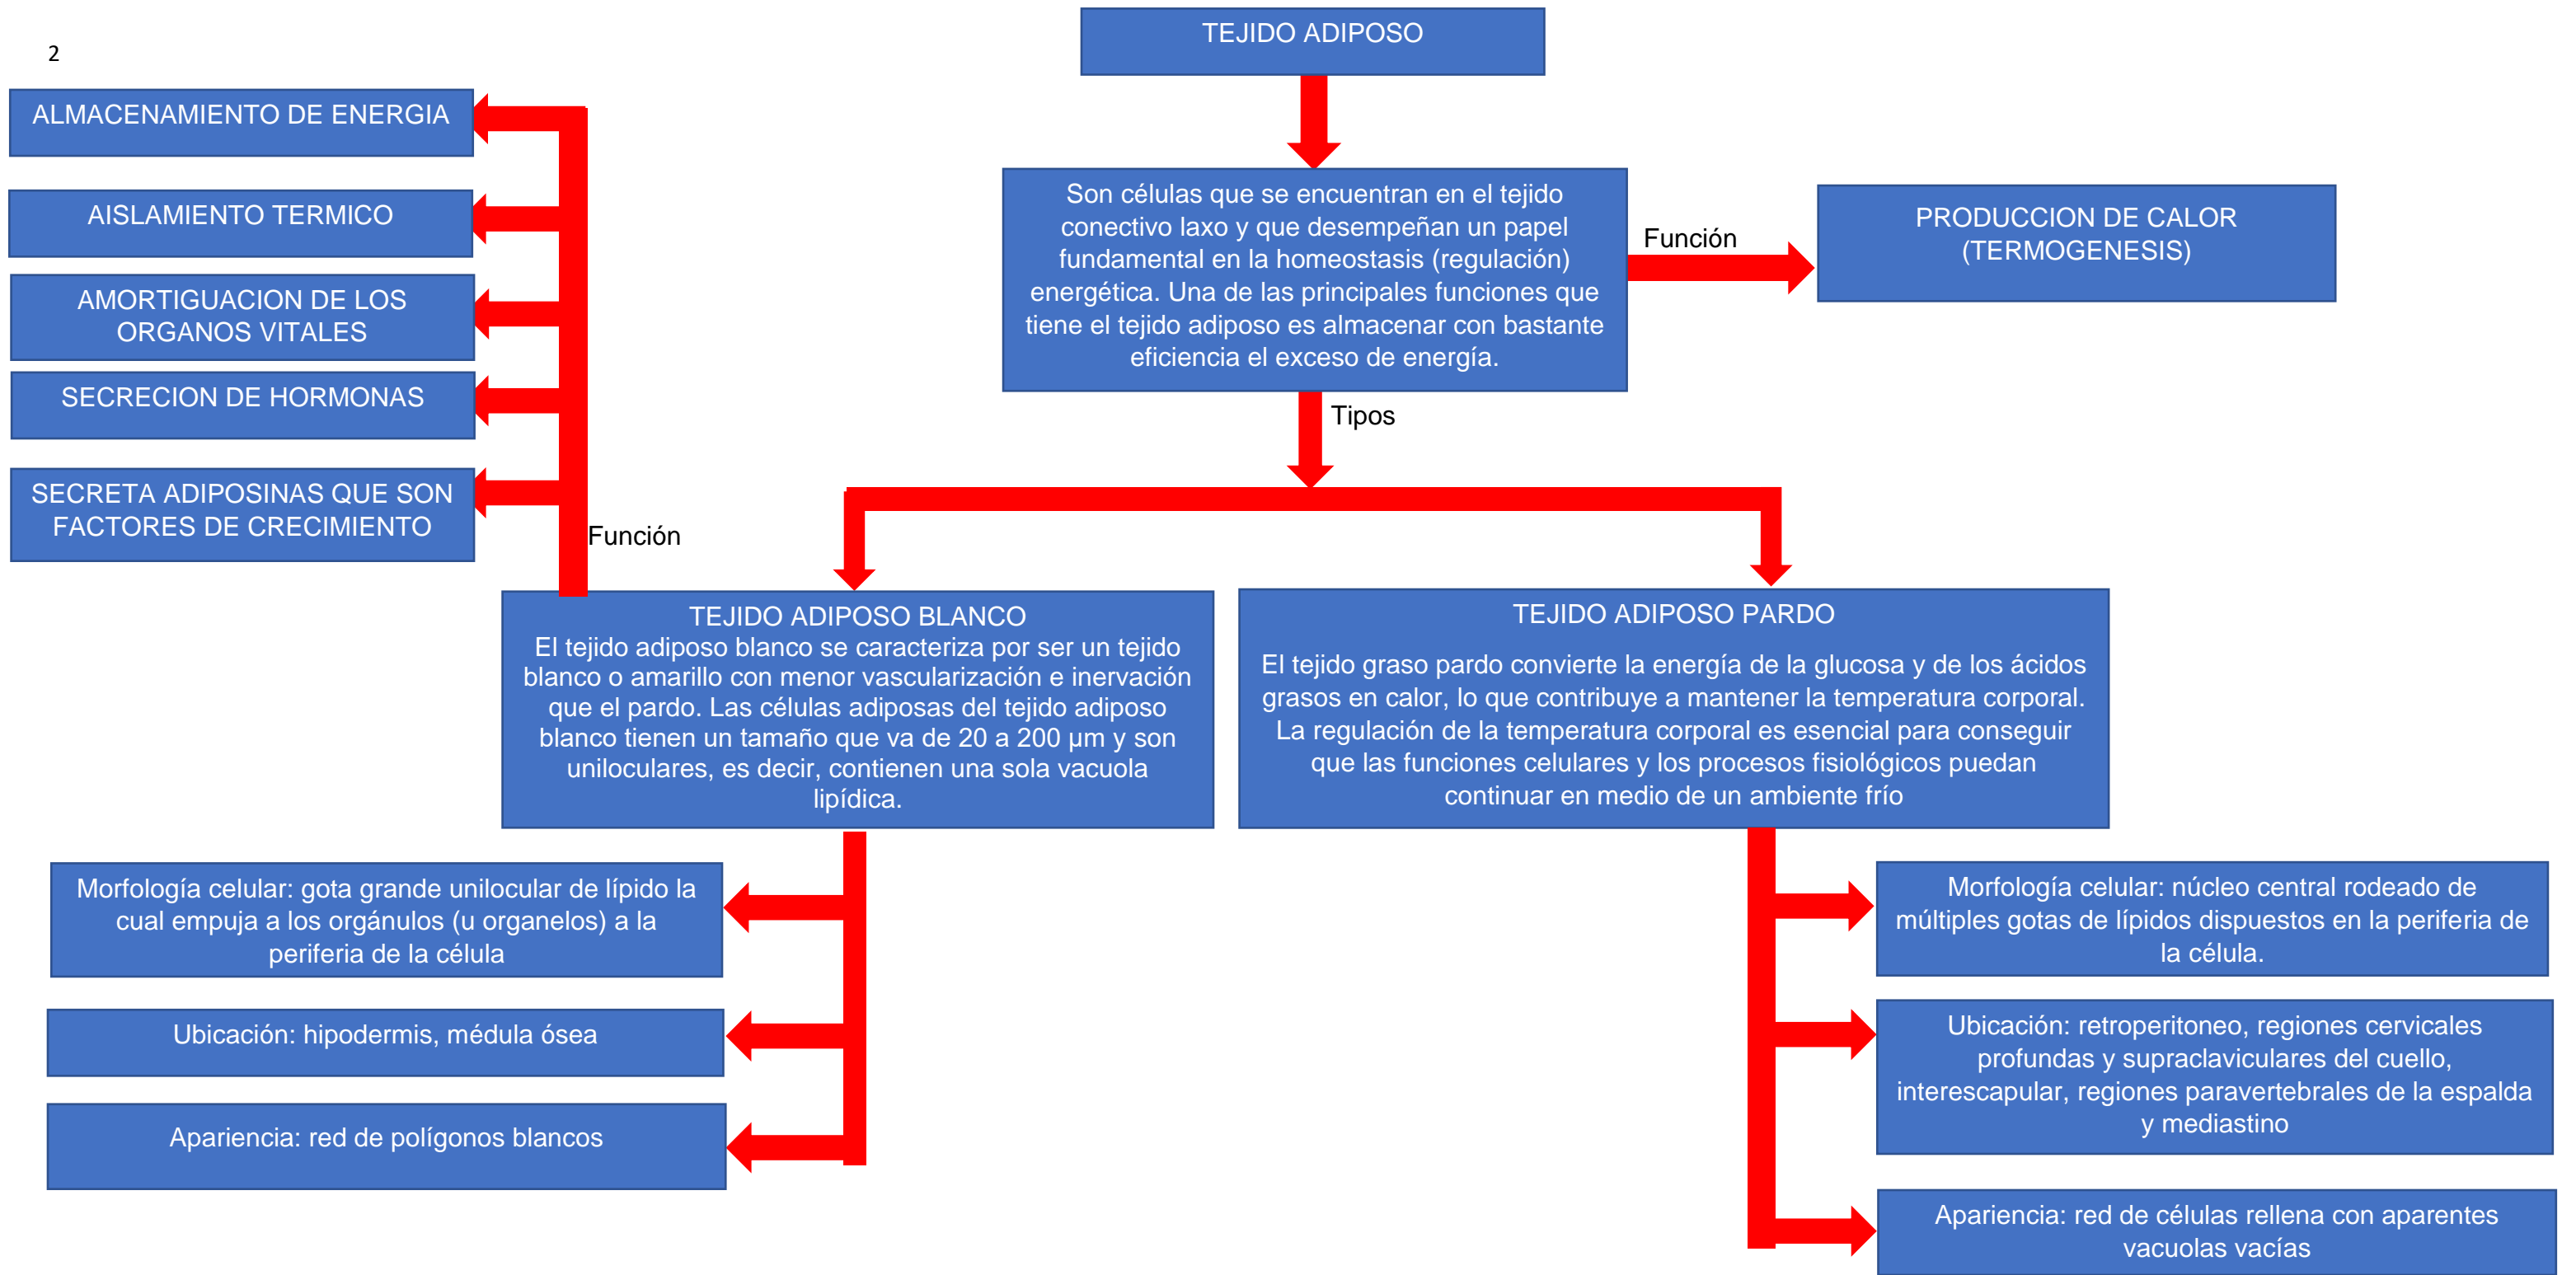 2
TEJIDO ADIPOSO
ALMACENAMIENTO DE ENERGIA
AISLAMIENTO TERMICO
AMORTIGUACION DE LOS
ORGANOS VITALES
SECRECION DE HORMONAS
SECRETA ADIPOSINAS QUE SON
FACTORES DE CRECIMIENTO
Función
Son células que se encuentran en el tejido
conectivo laxo y que desempeñan un papel
fundamental en la homeostasis (regulación)
energética. Una de las principales funciones que
tiene el tejido adiposo es almacenar con bastante
eficiencia el exceso de energía.
Función
PRODUCCION DE CALOR
(TERMOGENESIS)
Tipos
TEJIDO ADIPOSO BLANCO
El tejido adiposo blanco se caracteriza por ser un tejido
blanco o amarillo con menor vascularización e inervación
que el pardo. Las células adiposas del tejido adiposo
blanco tienen un tamaño que va de 20 a 200 μm y son
uniloculares, es decir, contienen una sola vacuola
lipídica.
TEJIDO ADIPOSO PARDO
El tejido graso pardo convierte la energía de la glucosa y de los ácidos
grasos en calor, lo que contribuye a mantener la temperatura corporal.
La regulación de la temperatura corporal es esencial para conseguir
que las funciones celulares y los procesos fisiológicos puedan
continuar en medio de un ambiente frío
Morfología celular: gota grande unilocular de lípido la
cual empuja a los orgánulos (u organelos) a la
periferia de la célula
Ubicación: hipodermis, médula ósea
Apariencia: red de polígonos blancos
Morfología celular: núcleo central rodeado de
múltiples gotas de lípidos dispuestos en la periferia de
la célula.
Ubicación: retroperitoneo, regiones cervicales
profundas y supraclaviculares del cuello,
interescapular, regiones paravertebrales de la espalda
y mediastino
Apariencia: red de células rellena con aparentes
vacuolas vacías